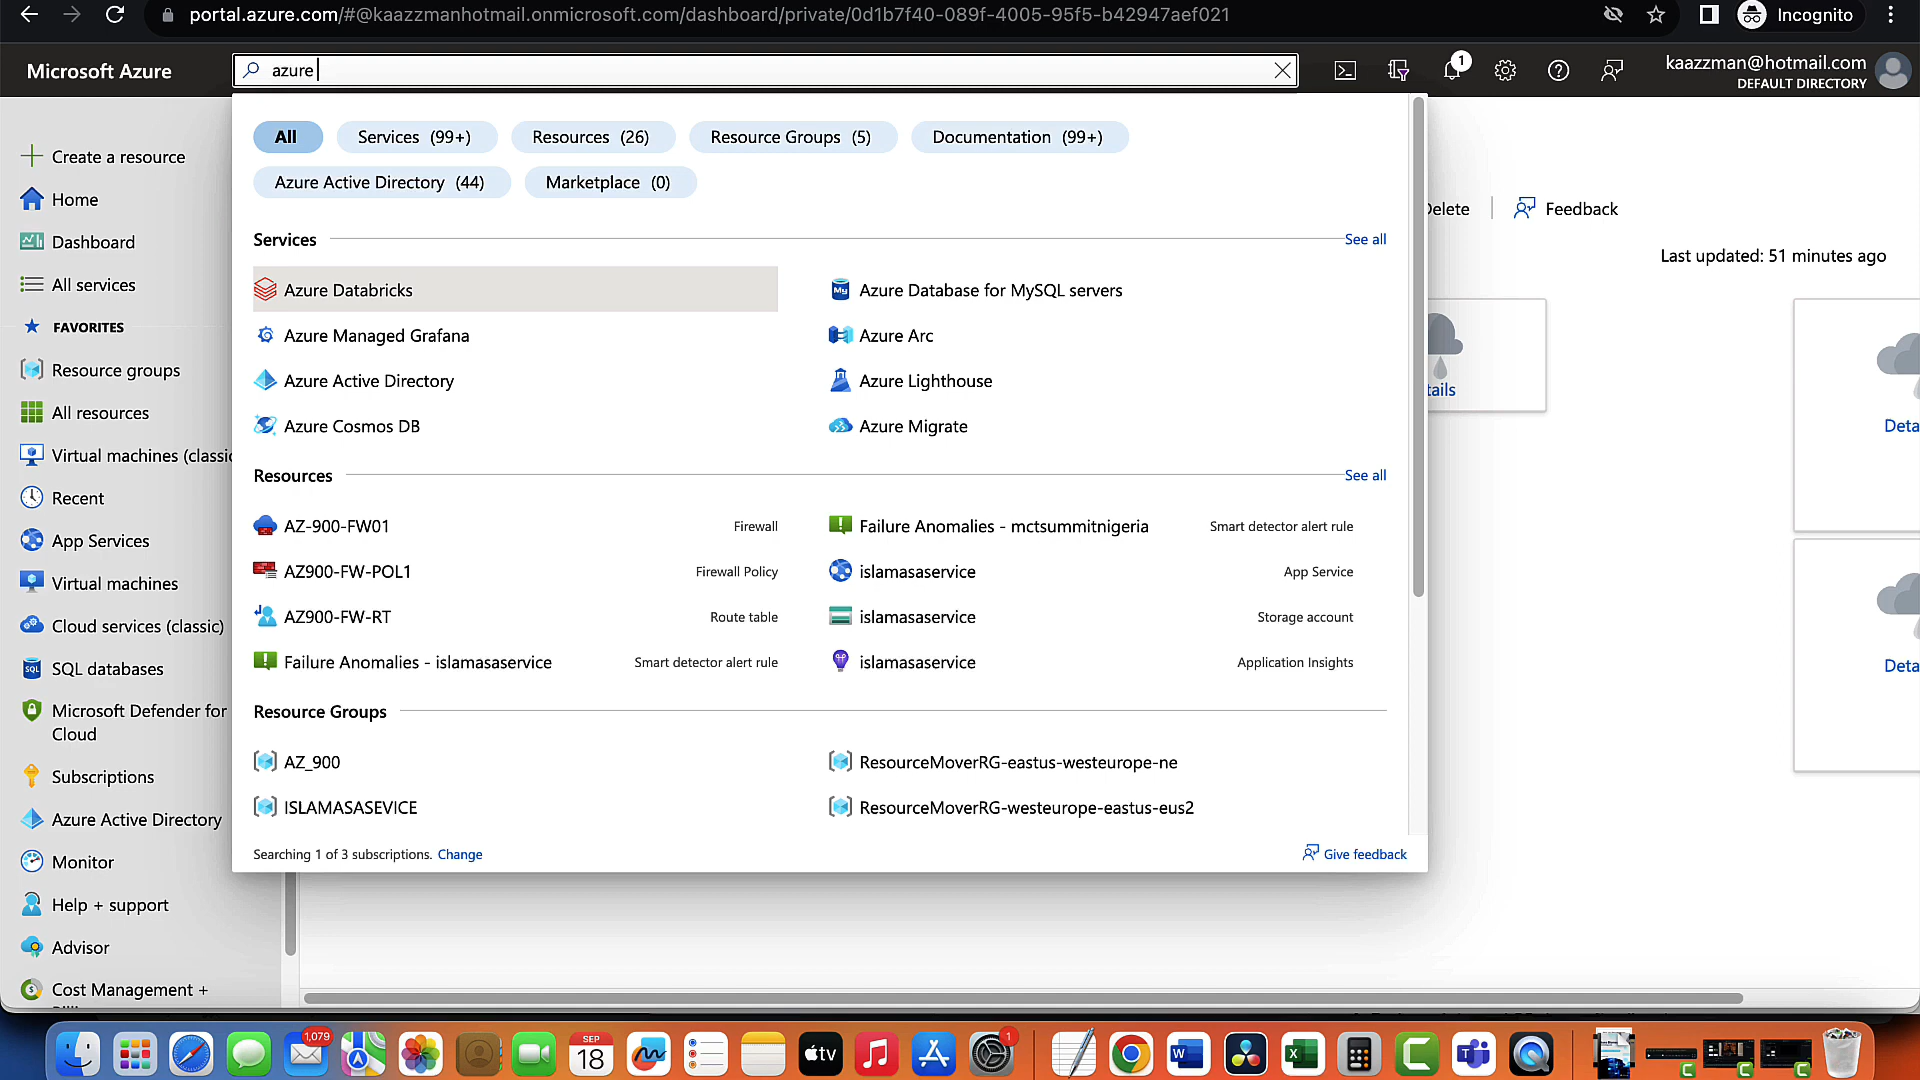 portal.azure.com/#@kaazzmanhotmail.onmicrosoft.com/dashboard/private/0d1b7f40-089f-4005-95f5-b42947aef021
Incognito
Microsoft Azure
azure
1
kaazzman@hotmail.com
DEFAULT DIRECTORY
Create a resource
Home
Dashboard
All services
FAVORITES
Resource groups
All resources
Virtual machines (classic
Recent
App Services
Virtual machines
Cloud services (classic)
SQL databases
Microsoft Defender for
Cloud
Subscriptions
Azure Active Directory
Monitor
Help + support
Advisor
Cost Management +
All
Services (99+)
Resources (26)
Resource Groups (5)
Documentation (99+)
Azure Active Directory (44)
Marketplace (0)
Services
See all
Azure Databricks
Azure Database for MySQL servers
Azure Managed Grafana
Azure Arc
Azure Active Directory
Azure Lighthouse
Azure Cosmos DB
Azure Migrate
Resources
See all
AZ-900-FW01 Firewall
Failure Anomalies - mctsummitnigeria Smart detector alert rule
AZ900-FW-POL1 Firewall Policy
islamasaservice App Service
AZ900-FW-RT Route table
islamasaservice Storage account
Failure Anomalies - islamasaservice Smart detector alert rule
islamasaservice Application Insights
Resource Groups
AZ_900
ResourceMoverRG-eastus-westeurope-ne
ISLAMASASEVICE
ResourceMoverRG-westeurope-eastus-eus2
Searching 1 of 3 subscriptions. Change
Give feedback
Delete
Feedback
Last updated: 51 minutes ago
tails
Deta
Deta
1,079
SEP
18
tv
1